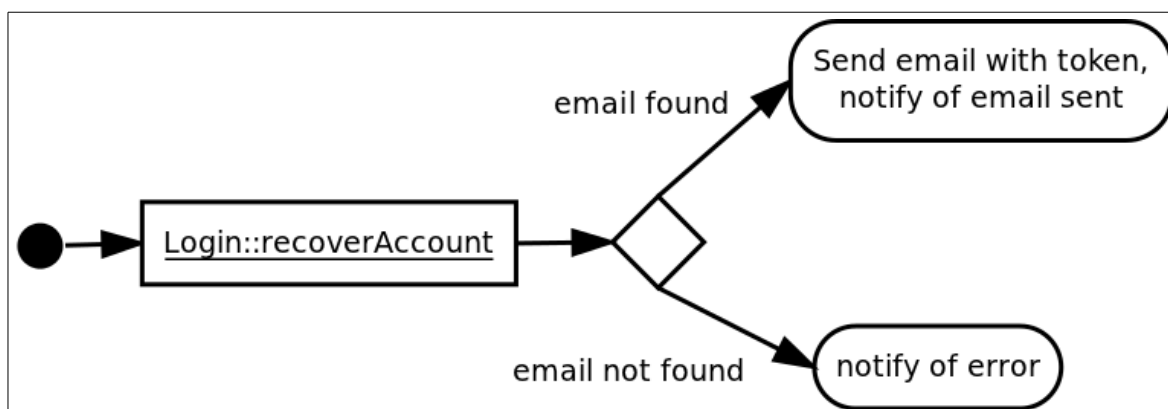 Send email with token,
notify of email sent
email found
Login::recoverAccount
email not found
notify of error